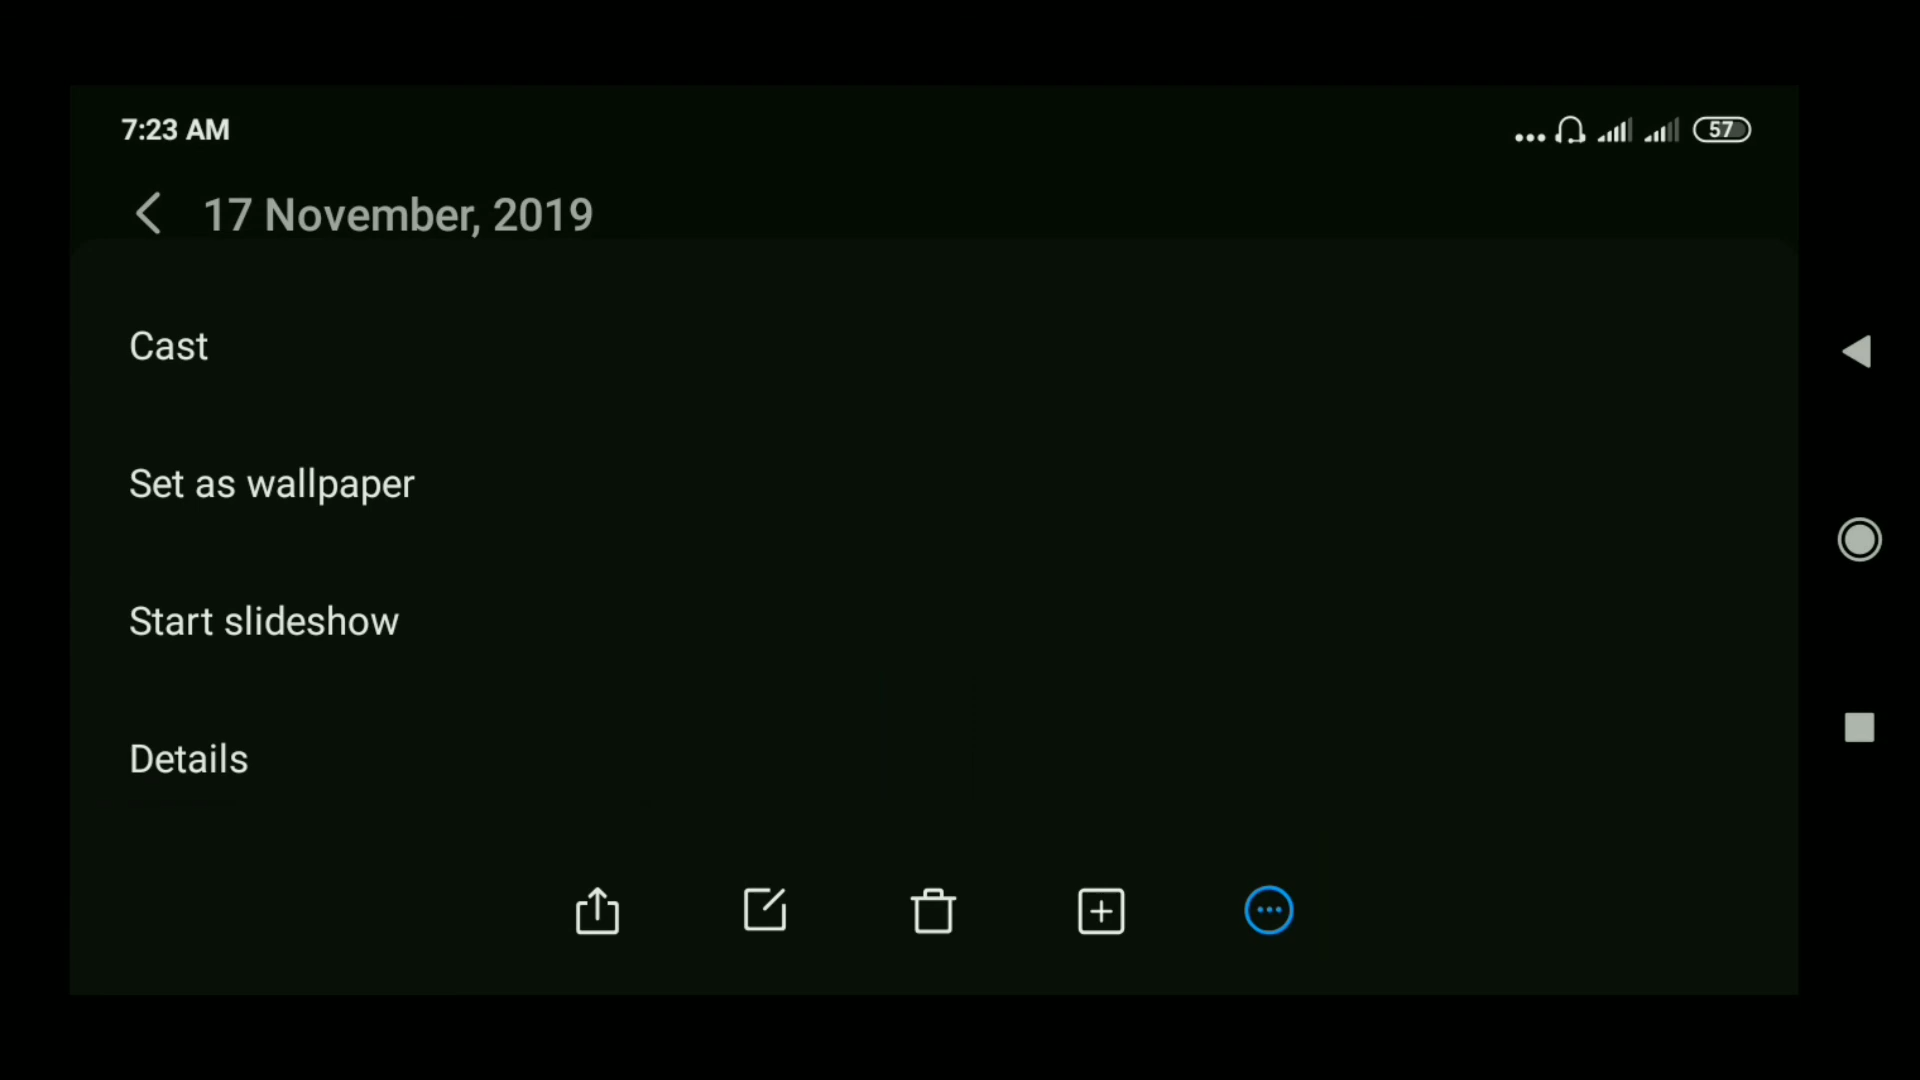 7:23 AM
57
17 November, 2019
Cast
Set as wallpaper
Start slideshow
Details